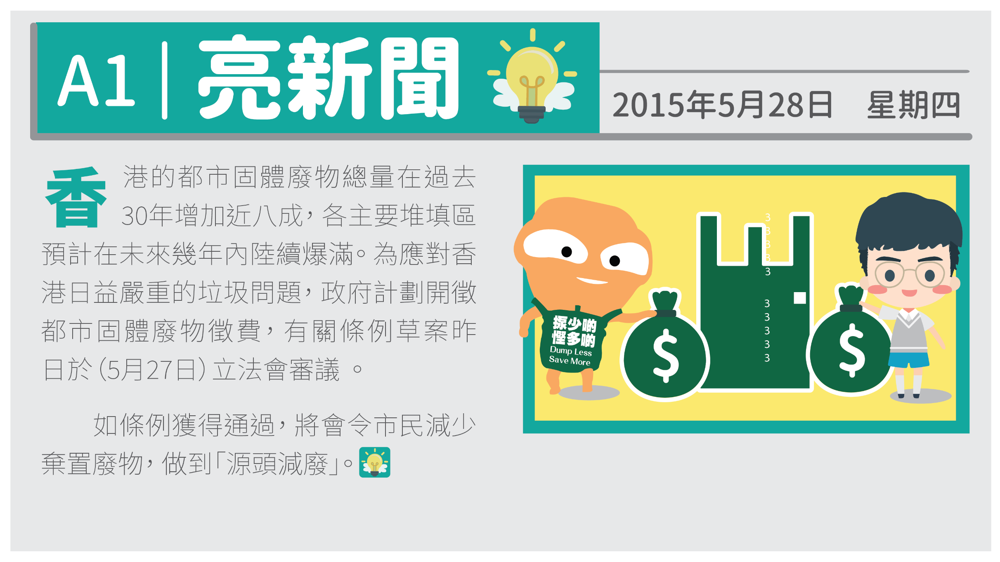 A1 | 亮新聞
2015年5月28日　星期四
香港的都市固體廢物總量在過去
30年增加近八成，各主要堆填區
預計在未來幾年內陸續爆滿。為應對香
港日益嚴重的垃圾問題，政府計劃開徵
都市固體廢物徵費，有關條例草案昨
日於（5月27日）立法會審議 。
如條例獲得通過，將會令市民減少
棄置廢物，做到「源頭減廢」。
揼少啲
慳多啲
Dump Less
Save More
3
3
3
3
3
3
3
3
3
3
$
$